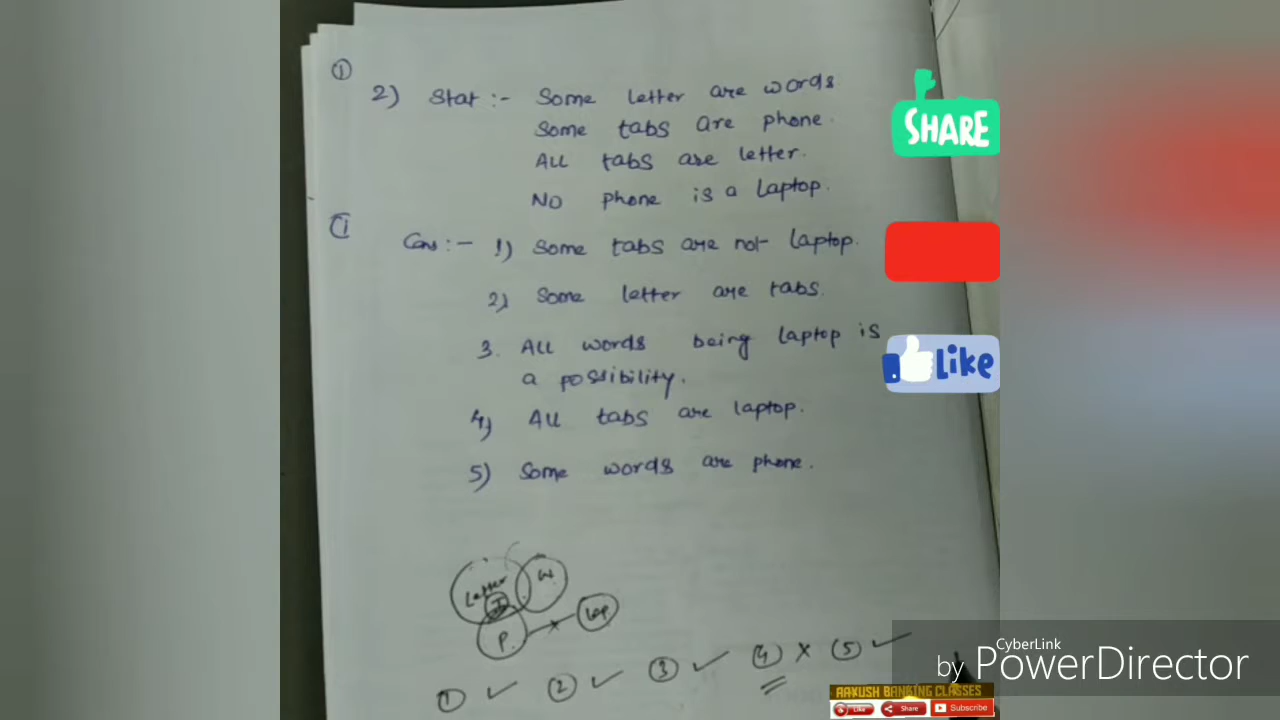 ①
2) Stat :- Some letter are words
Some tabs are phone.
ALL tabs are letter.
NO phone is a laptop.
SHARE
Cons :- 1) Some tabs are not laptop.
2) Some letter are tabs.
3. ALL words being laptop is
a possibility.
Like
4) ALL tabs are laptop.
5) Some words are phone.
Letter W
T
P. Lap
① ✓ ② ✓ ③ ✓ ④ × ⑤ ✓
CyberLink
by PowerDirector
AAKUSH BANKING CLASSES
Like Share Subscribe